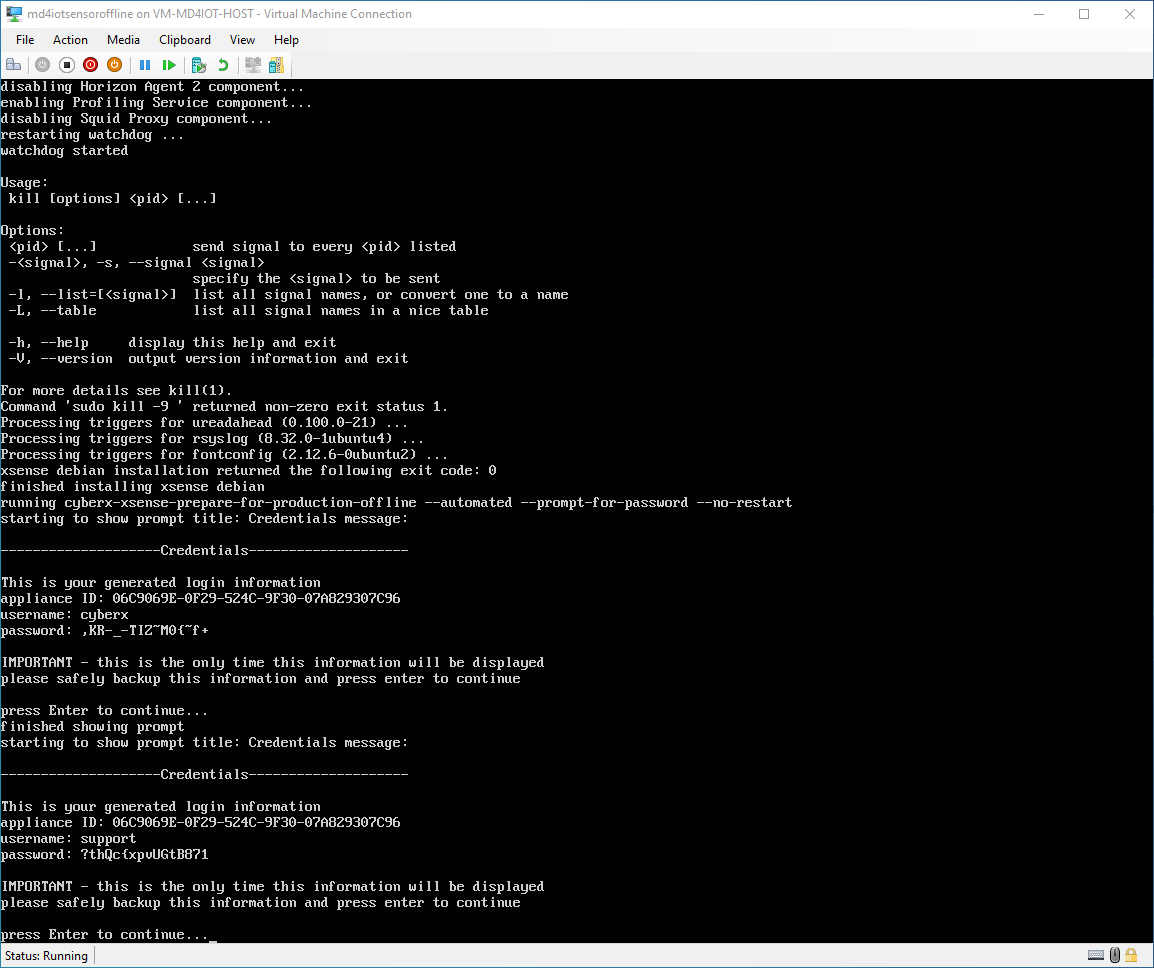 md4iotsensoroffline on VM-MD4IOT-HOST - Virtual Machine Connection
File Action Media Clipboard View Help
disabling Horizon Agent 2 component...
enabling Profiling Service component...
disabling Squid Proxy component...
restarting watchdog ...
watchdog started
Usage:
kill [options] <pid> [...]
Options:
<pid> [...] send signal to every <pid> listed
-<signal>, -s, --signal <signal>
specify the <signal> to be sent
-l, --list=[<signal>] list all signal names, or convert one to a name
-L, --table list all signal names in a nice table
-h, --help display this help and exit
-V, --version output version information and exit
For more details see kill(1).
Command 'sudo kill -9 ' returned non-zero exit status 1.
Processing triggers for ureadahead (0.100.0-21) ...
Processing triggers for rsyslog (8.32.0-1ubuntu4) ...
Processing triggers for fontconfig (2.12.6-0ubuntu2) ...
xsense debian installation returned the following exit code: 0
finished installing xsense debian
running cyberx-xsense-prepare-for-production-offline --automated --prompt-for-password --no-restart
starting to show prompt title: Credentials message:
--------------------Credentials--------------------
This is your generated login information
appliance ID: 06C9069E-0F29-524C-9F30-07A829307C96
username: cyberx
password: ,KR-_-TIZ~M0{~f+
IMPORTANT - this is the only time this information will be displayed
please safely backup this information and press enter to continue
press Enter to continue...
finished showing prompt
starting to show prompt title: Credentials message:
--------------------Credentials--------------------
This is your generated login information
appliance ID: 06C9069E-0F29-524C-9F30-07A829307C96
username: support
password: ?thQc{xpvUGtB871
IMPORTANT - this is the only time this information will be displayed
please safely backup this information and press enter to continue
press Enter to continue..._
Status: Running